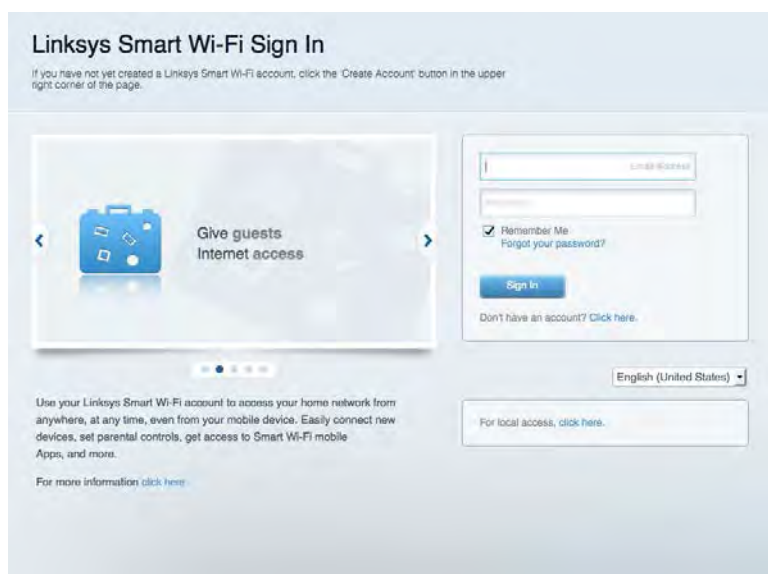 Linksys Smart Wi-Fi Sign In
If you have not yet created a Linksys Smart Wi-Fi account, click the 'Create Account' button in the upper
right corner of the page.
Give guests
Internet access
Email Address
Remember Me
Forgot your password?
Sign In
Don't have an account? Click here.
English (United States)
Use your Linksys Smart Wi-Fi account to access your home network from
anywhere, at any time, even from your mobile device. Easily connect new
devices, set parental controls, get access to Smart Wi-Fi mobile
Apps, and more.
For more information click here
For local access, click here.